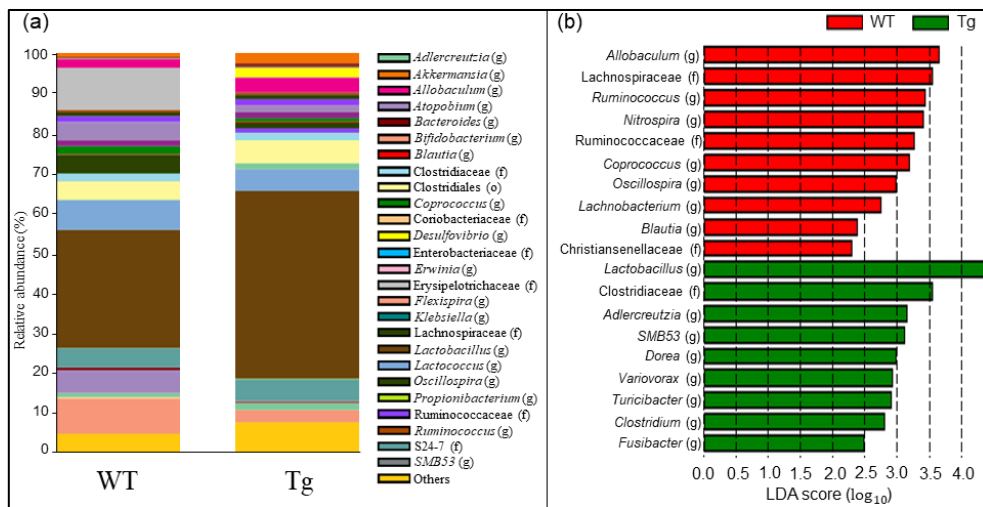 (a)
Relative abundance (%)
100
90
80
70
60
50
40
30
20
10
0
WT
Tg
Adlercreutzia (g)
Akkermansia (g)
Allobaculum (g)
Atopobium (g)
Bacteroides (g)
Bifidobacterium (g)
Blautia (g)
Clostridiaceae (f)
Clostridiales (o)
Coprococcus (g)
Coriobacteriaceae (f)
Desulfovibrio (g)
Enterobacteriaceae (f)
Erwinia (g)
Erysipelotrichaceae (f)
Flexispira (g)
Klebsiella (g)
Lachnospiraceae (f)
Lactobacillus (g)
Lactococcus (g)
Oscillospira (g)
Propionibacterium (g)
Ruminococcaceae (f)
Ruminococcus (g)
S24-7 (f)
SMB53 (g)
Others
(b)
WT
Tg
Allobaculum (g)
Lachnospiraceae (f)
Ruminococcus (g)
Nitrospira (g)
Ruminococcaceae (f)
Coprococcus (g)
Oscillospira (g)
Lachnobacterium (g)
Blautia (g)
Christiansenellaceae (f)
Lactobacillus (g)
Clostridiaceae (f)
Adlercreutzia (g)
SMB53 (g)
Dorea (g)
Variovorax (g)
Turicibacter (g)
Clostridium (g)
Fusibacter (g)
0.0 0.5 1.0 1.5 2.0 2.5 3.0 3.5 4.0
LDA score (log₁₀)